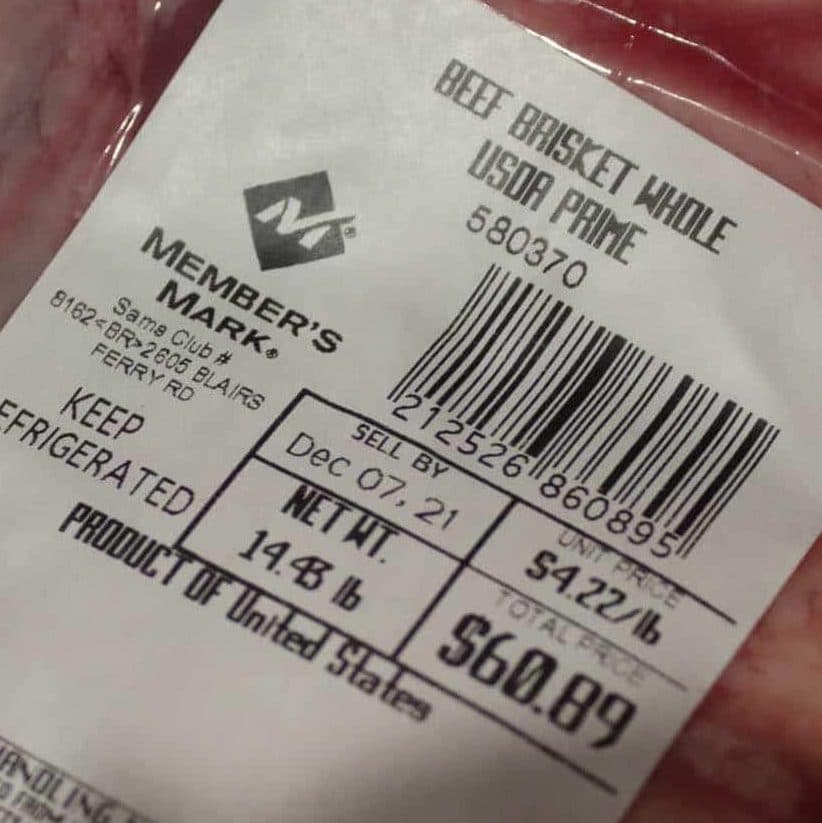 BEEF BRISKET WHOLE
USDA PRIME
580370
212526 860895
MEMBER'S
MARK®
Sams Club #
8162<BR>2605 BLAIRS
FERRY RD
KEEP
EFRIGERATED
SELL BY
Dec 07, 21
NET WT.
14.43 lb
UNIT PRICE
$4.22/lb
TOTAL PRICE
$60.89
PRODUCT OF United States
HANDLING
FROM